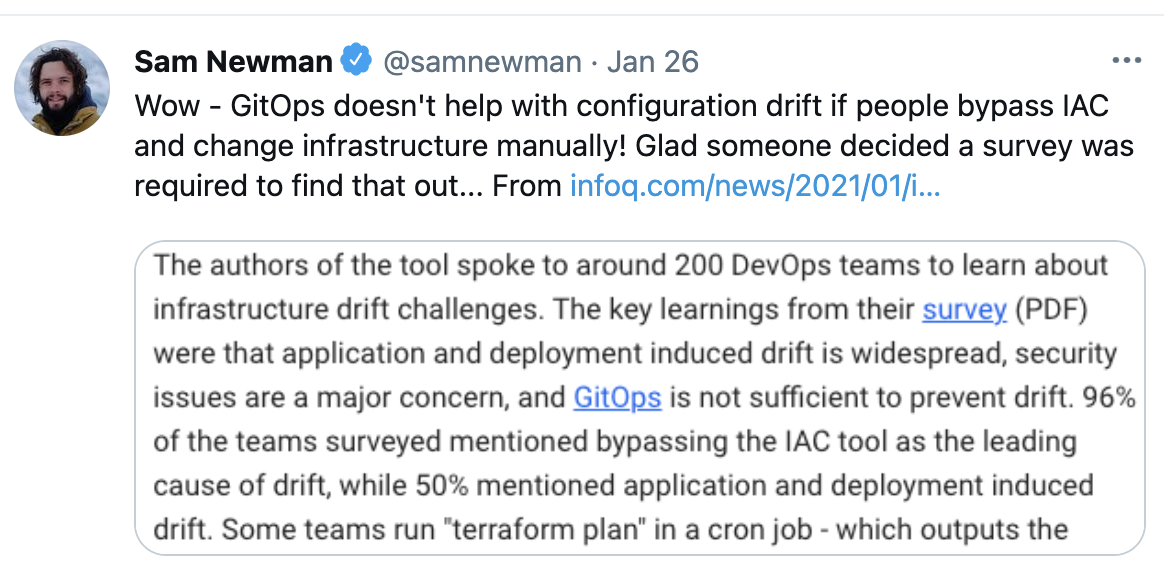 Sam Newman @samnewman · Jan 26
Wow - GitOps doesn't help with configuration drift if people bypass IAC
and change infrastructure manually! Glad someone decided a survey was
required to find that out... From infoq.com/news/2021/01/i...
The authors of the tool spoke to around 200 DevOps teams to learn about
infrastructure drift challenges. The key learnings from their survey (PDF)
were that application and deployment induced drift is widespread, security
issues are a major concern, and GitOps is not sufficient to prevent drift. 96%
of the teams surveyed mentioned bypassing the IAC tool as the leading
cause of drift, while 50% mentioned application and deployment induced
drift. Some teams run "terraform plan" in a cron job - which outputs the